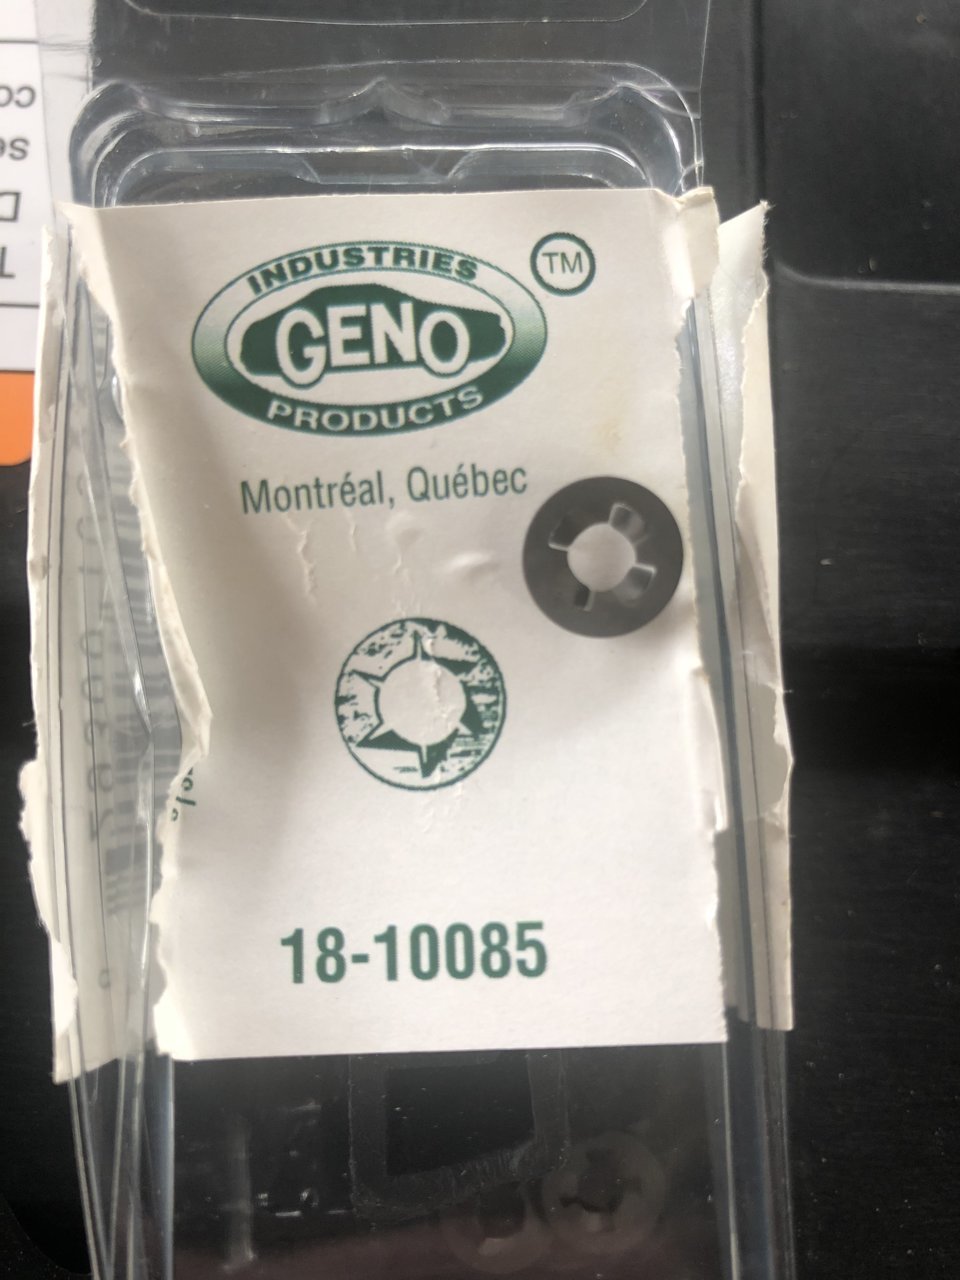 INDUSTRIES
GENO
PRODUCTS
TM
Montréal, Québec
18-10085